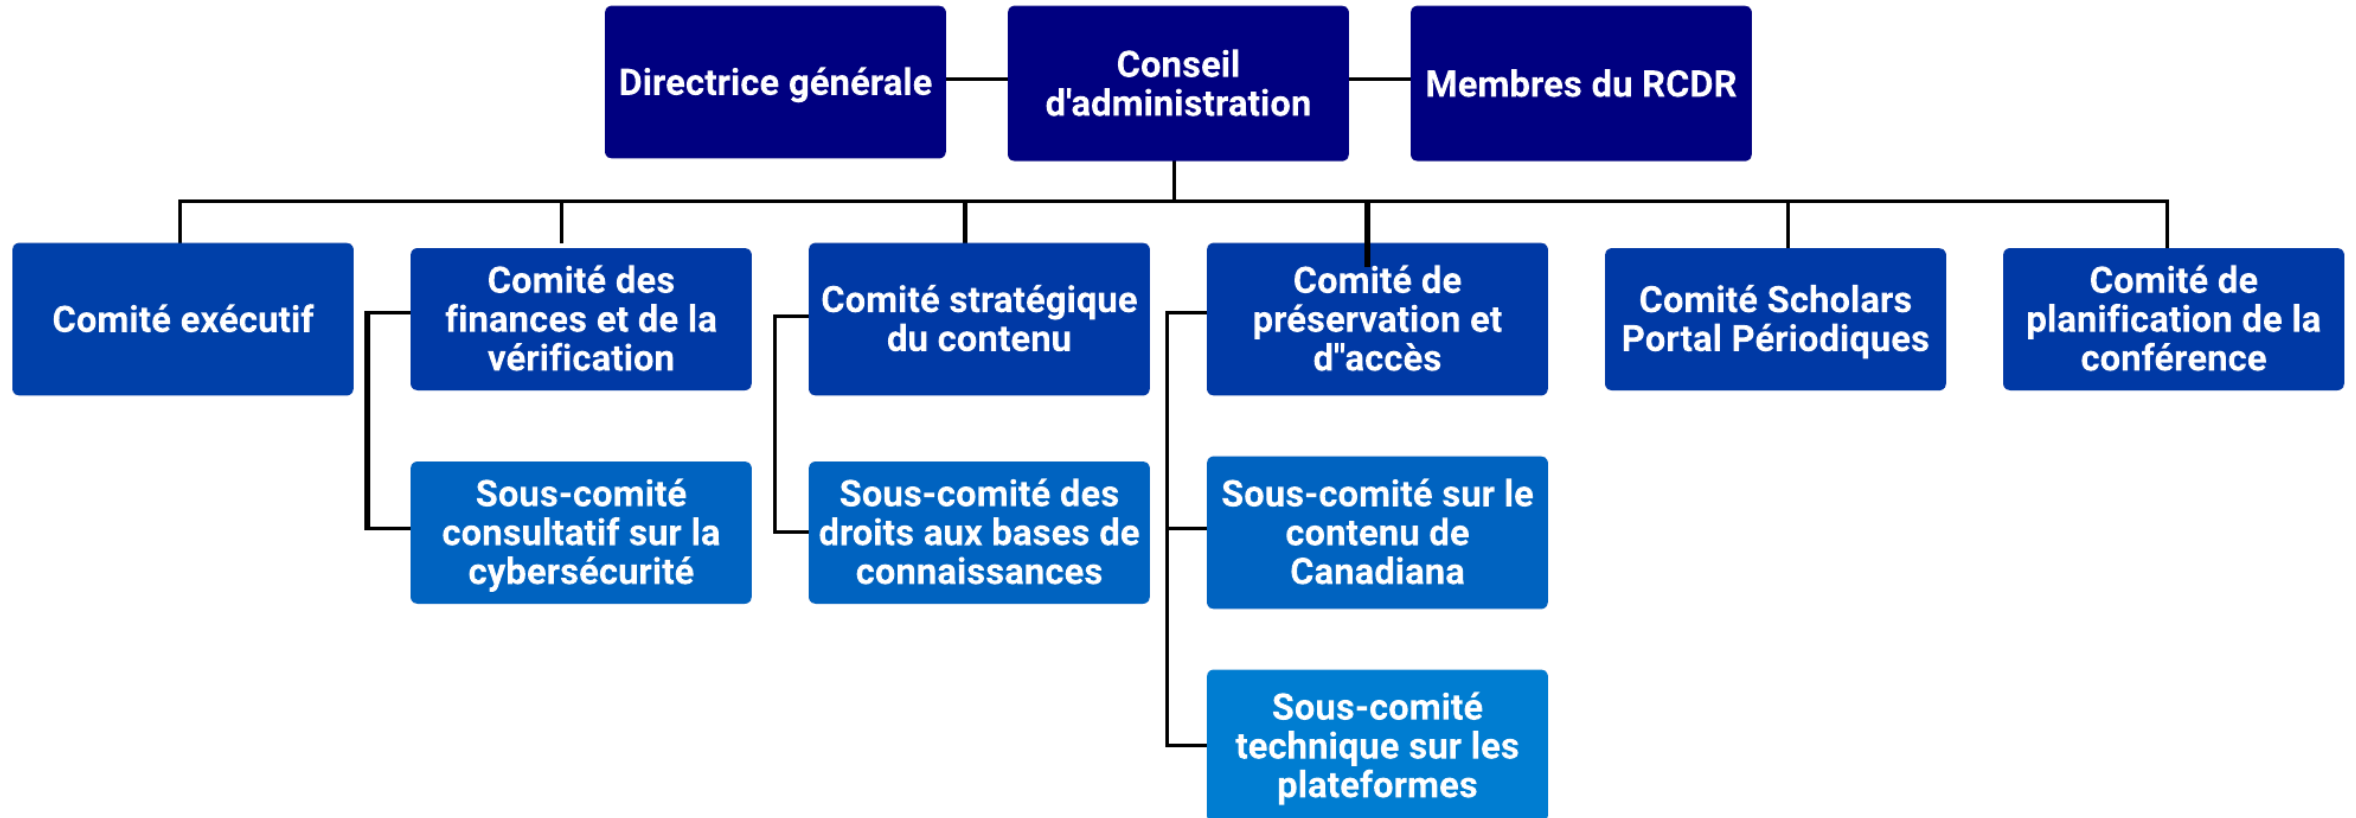 Directrice générale
Conseil
d'administration
Membres du RCDR
Comité exécutif
Comité des
finances et de la
vérification
Comité stratégique
du contenu
Comité de
préservation et
d"accès
Comité Scholars
Portal Périodiques
Comité de
planification de la
conférence
Sous-comité
consultatif sur la
cybersécurité
Sous-comité des
droits aux bases de
connaissances
Sous-comité sur le
contenu de
Canadiana
Sous-comité
technique sur les
plateformes